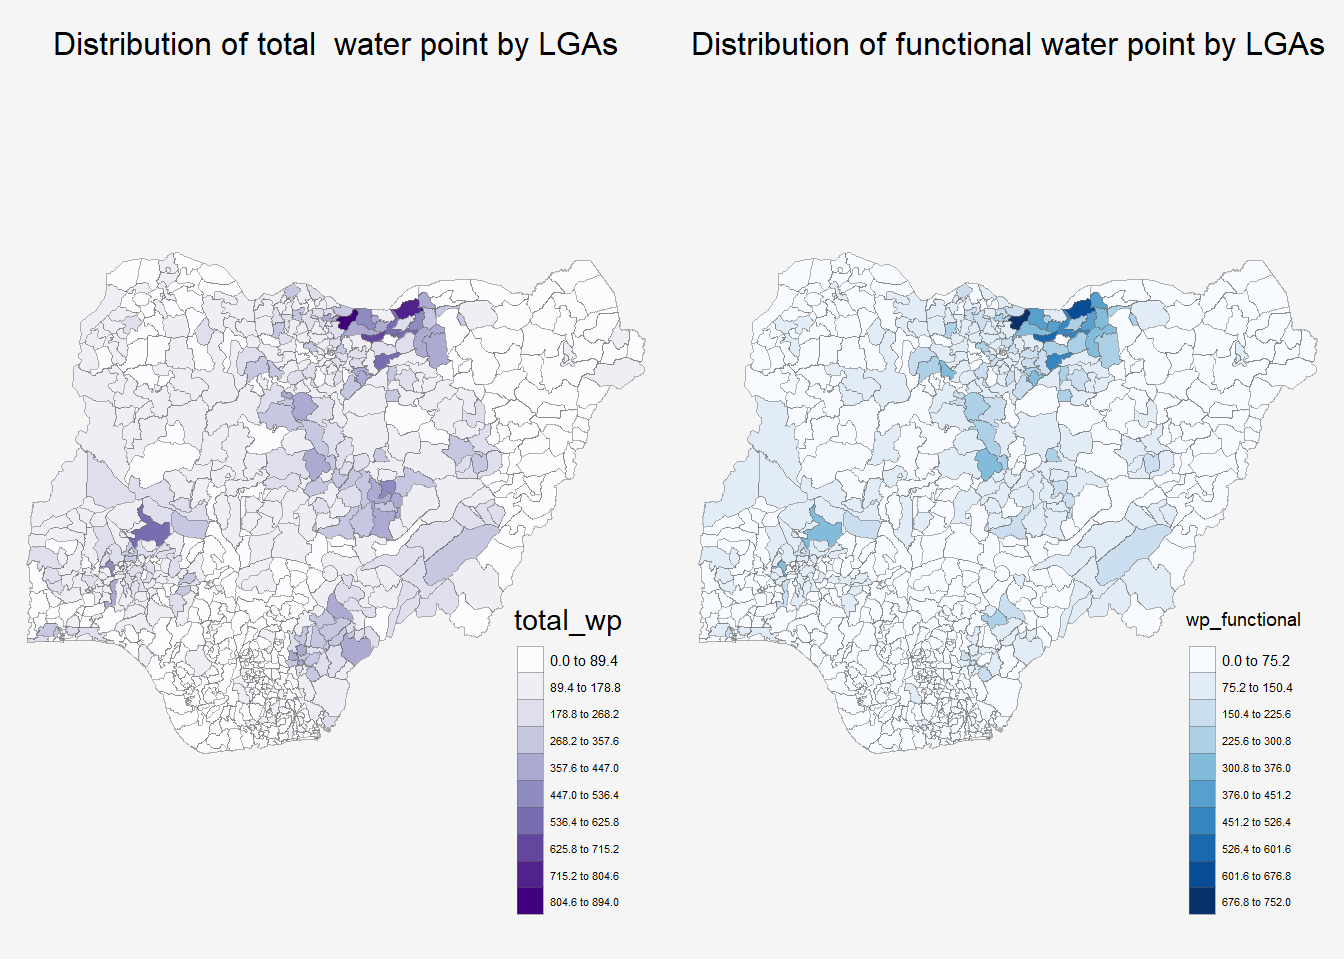 Distribution of total  water point by LGAs
total_wp
0.0 to 89.4
89.4 to 178.8
178.8 to 268.2
268.2 to 357.6
357.6 to 447.0
447.0 to 536.4
536.4 to 625.8
625.8 to 715.2
715.2 to 804.6
804.6 to 894.0
Distribution of functional water point by LGAs
wp_functional
0.0 to 75.2
75.2 to 150.4
150.4 to 225.6
225.6 to 300.8
300.8 to 376.0
376.0 to 451.2
451.2 to 526.4
526.4 to 601.6
601.6 to 676.8
676.8 to 752.0